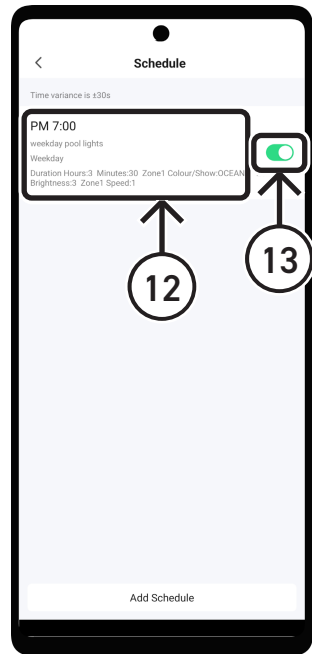 Schedule
Time variance is ±30s
PM 7:00
weekday pool lights
Weekday
Duration Hours:3 Minutes:30 Zone1 Colour/Show:OCEAN
Brightness:3 Zone1 Speed:1
12
13
Add Schedule